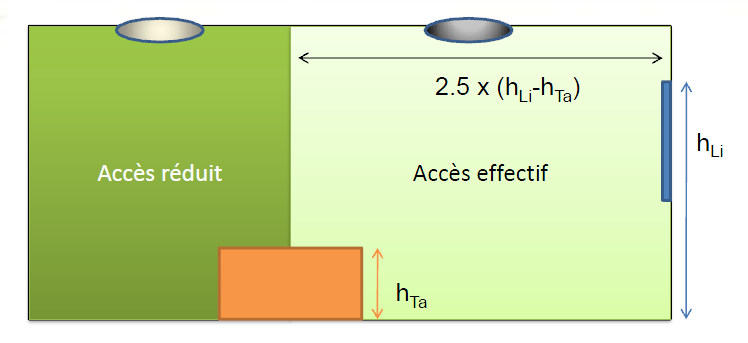 2.5 x (hLi-hTa)
hLi
Accès réduit
Accès effectif
hTa